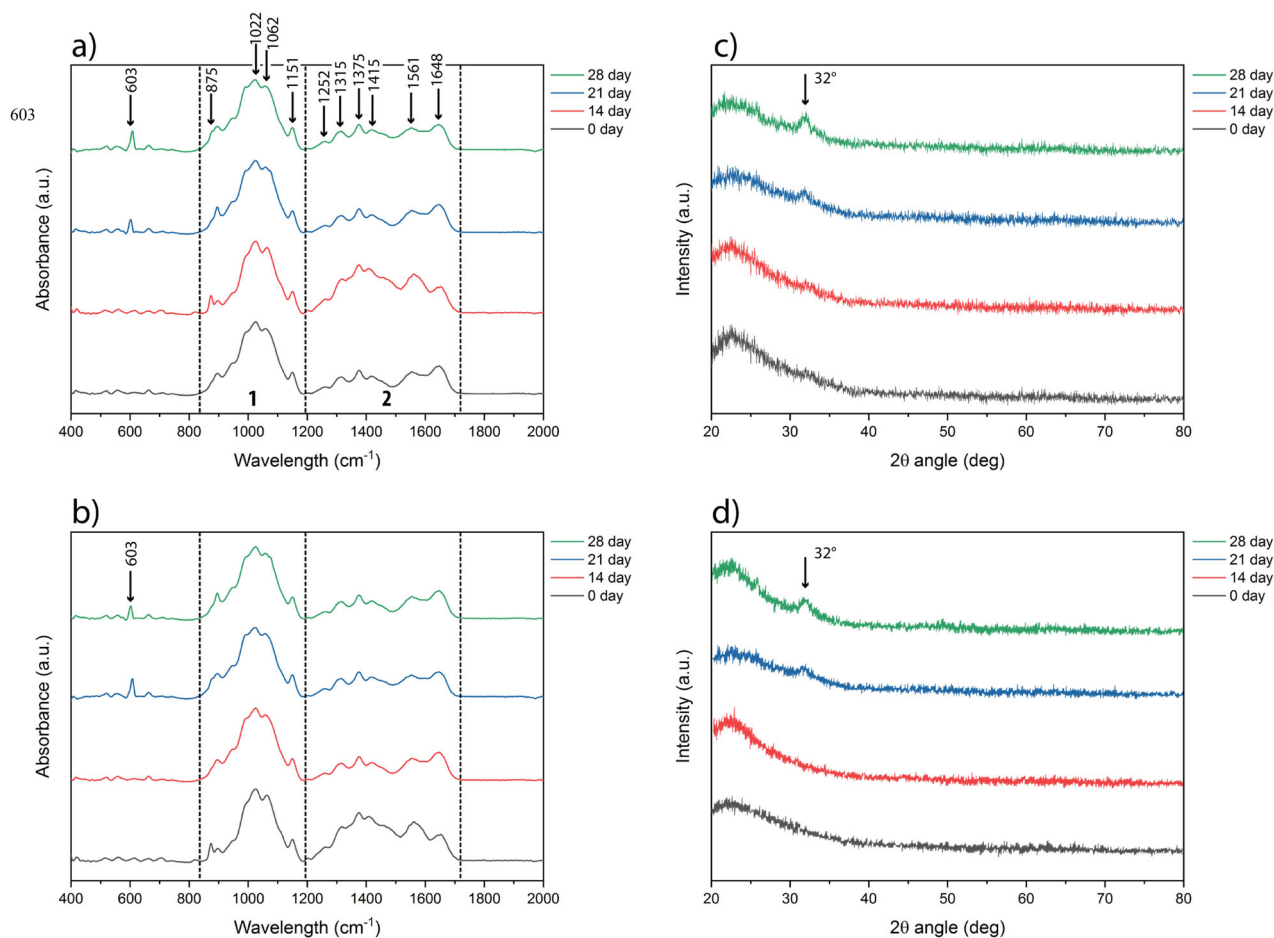 a)
603
603
875
1022
1062
1151
1252
1315
1375
1415
1561
1648
28 day
21 day
14 day
0 day
Absorbance (a.u.)
1
2
400 600 800 1000 1200 1400 1600 1800 2000
Wavelength (cm-1)
c)
32°
28 day
21 day
14 day
0 day
Intensity (a.u.)
20 30 40 50 60 70 80
2θ angle (deg)
b)
603
28 day
21 day
14 day
0 day
Absorbance (a.u.)
400 600 800 1000 1200 1400 1600 1800 2000
Wavelength (cm-1)
d)
32°
28 day
21 day
14 day
0 day
Intensity (a.u.)
20 30 40 50 60 70 80
2θ angle (deg)